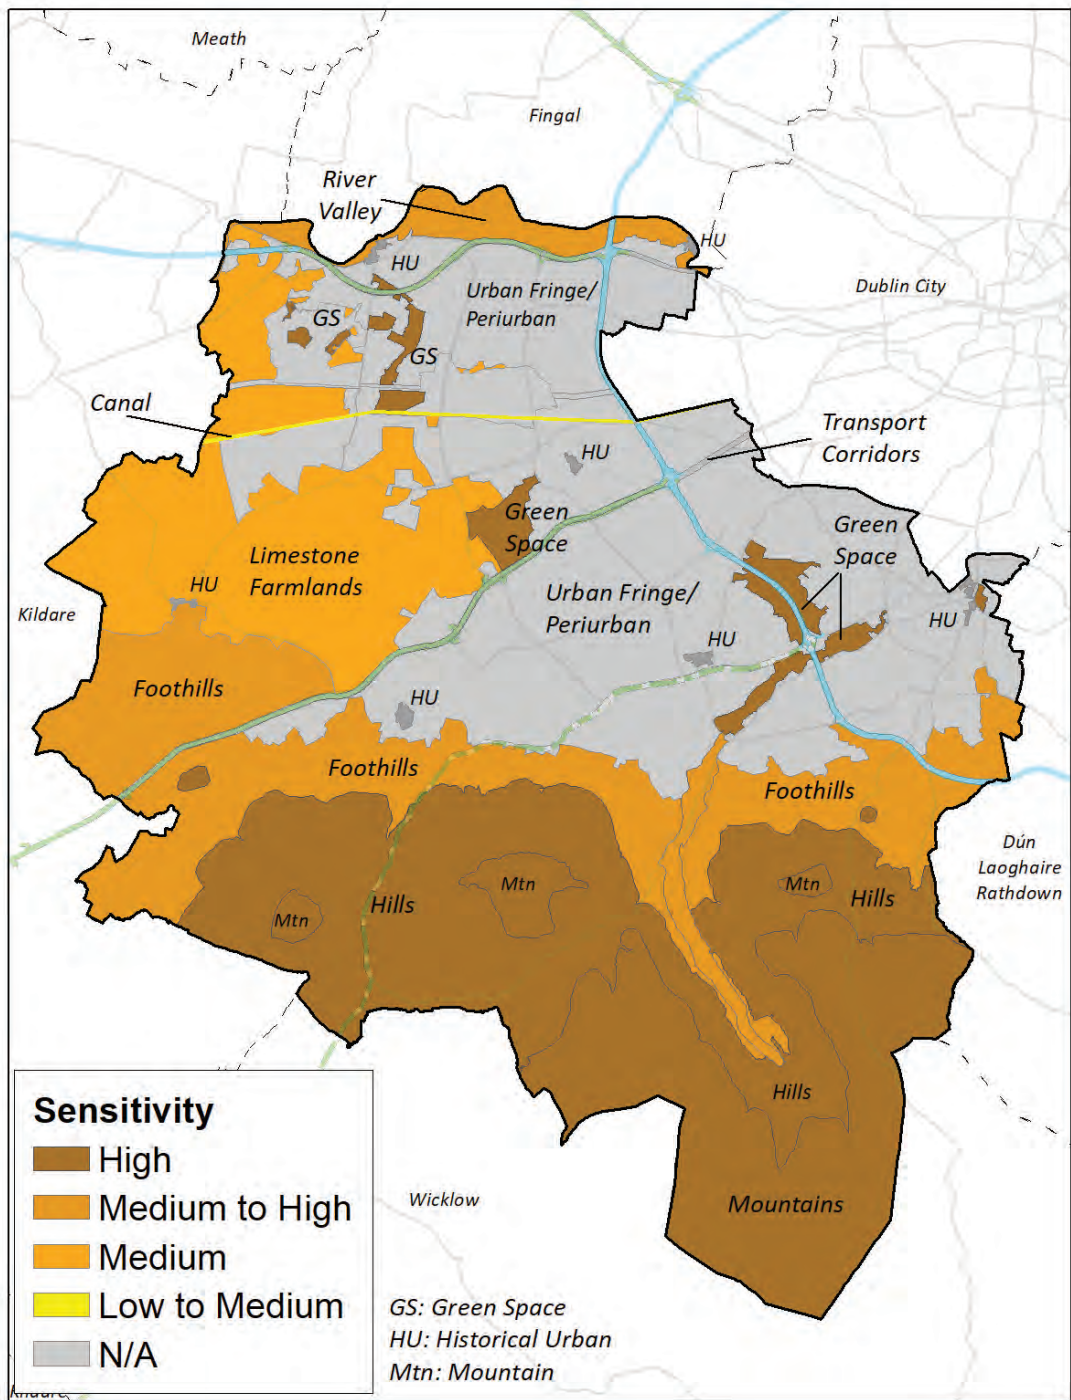 Meath
Fingal
River
Valley
HU
HU
Urban Fringe/
Periurban
Dublin City
GS
GS
Canal
Transport
Corridors
HU
Green
Space
Green
Space
Limestone
Farmlands
HU
Kildare
Urban Fringe/
Periurban
HU
HU
Foothills
HU
Foothills
Foothills
Dún
Laoghaire
Rathdown
Mtn
Mtn
Hills
Hills
Mtn
Hills
Mountains
Wicklow
Sensitivity
High
Medium to High
Medium
Low to Medium
N/A
GS: Green Space
HU: Historical Urban
Mtn: Mountain
Kildare